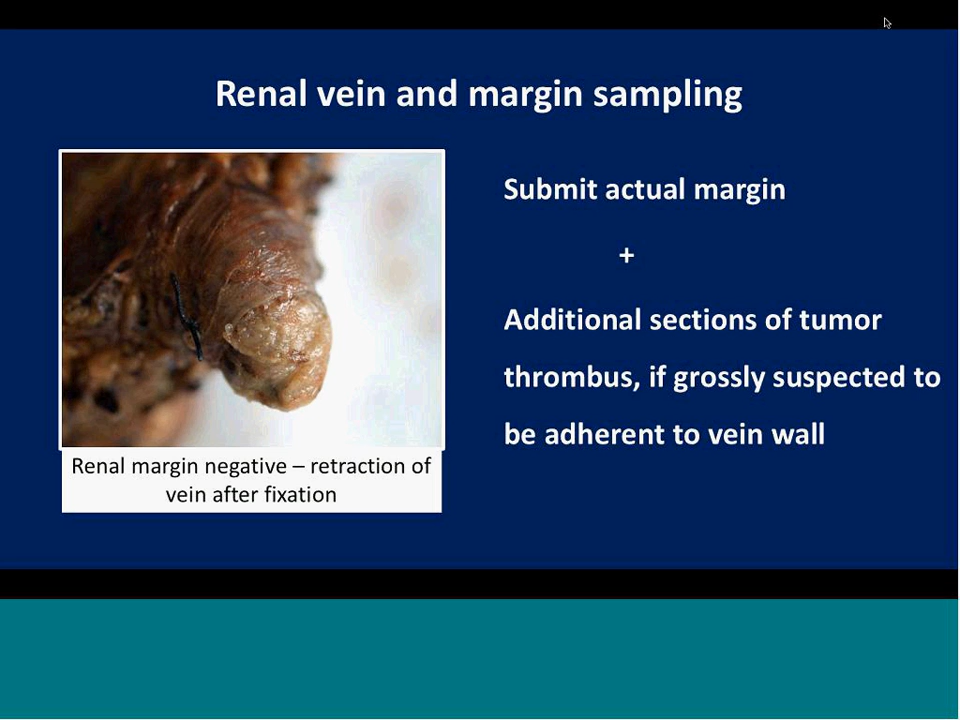 Renal vein and margin sampling
Submit actual margin
+
Additional sections of tumor
thrombus, if grossly suspected to
be adherent to vein wall
Renal margin negative – retraction of
vein after fixation